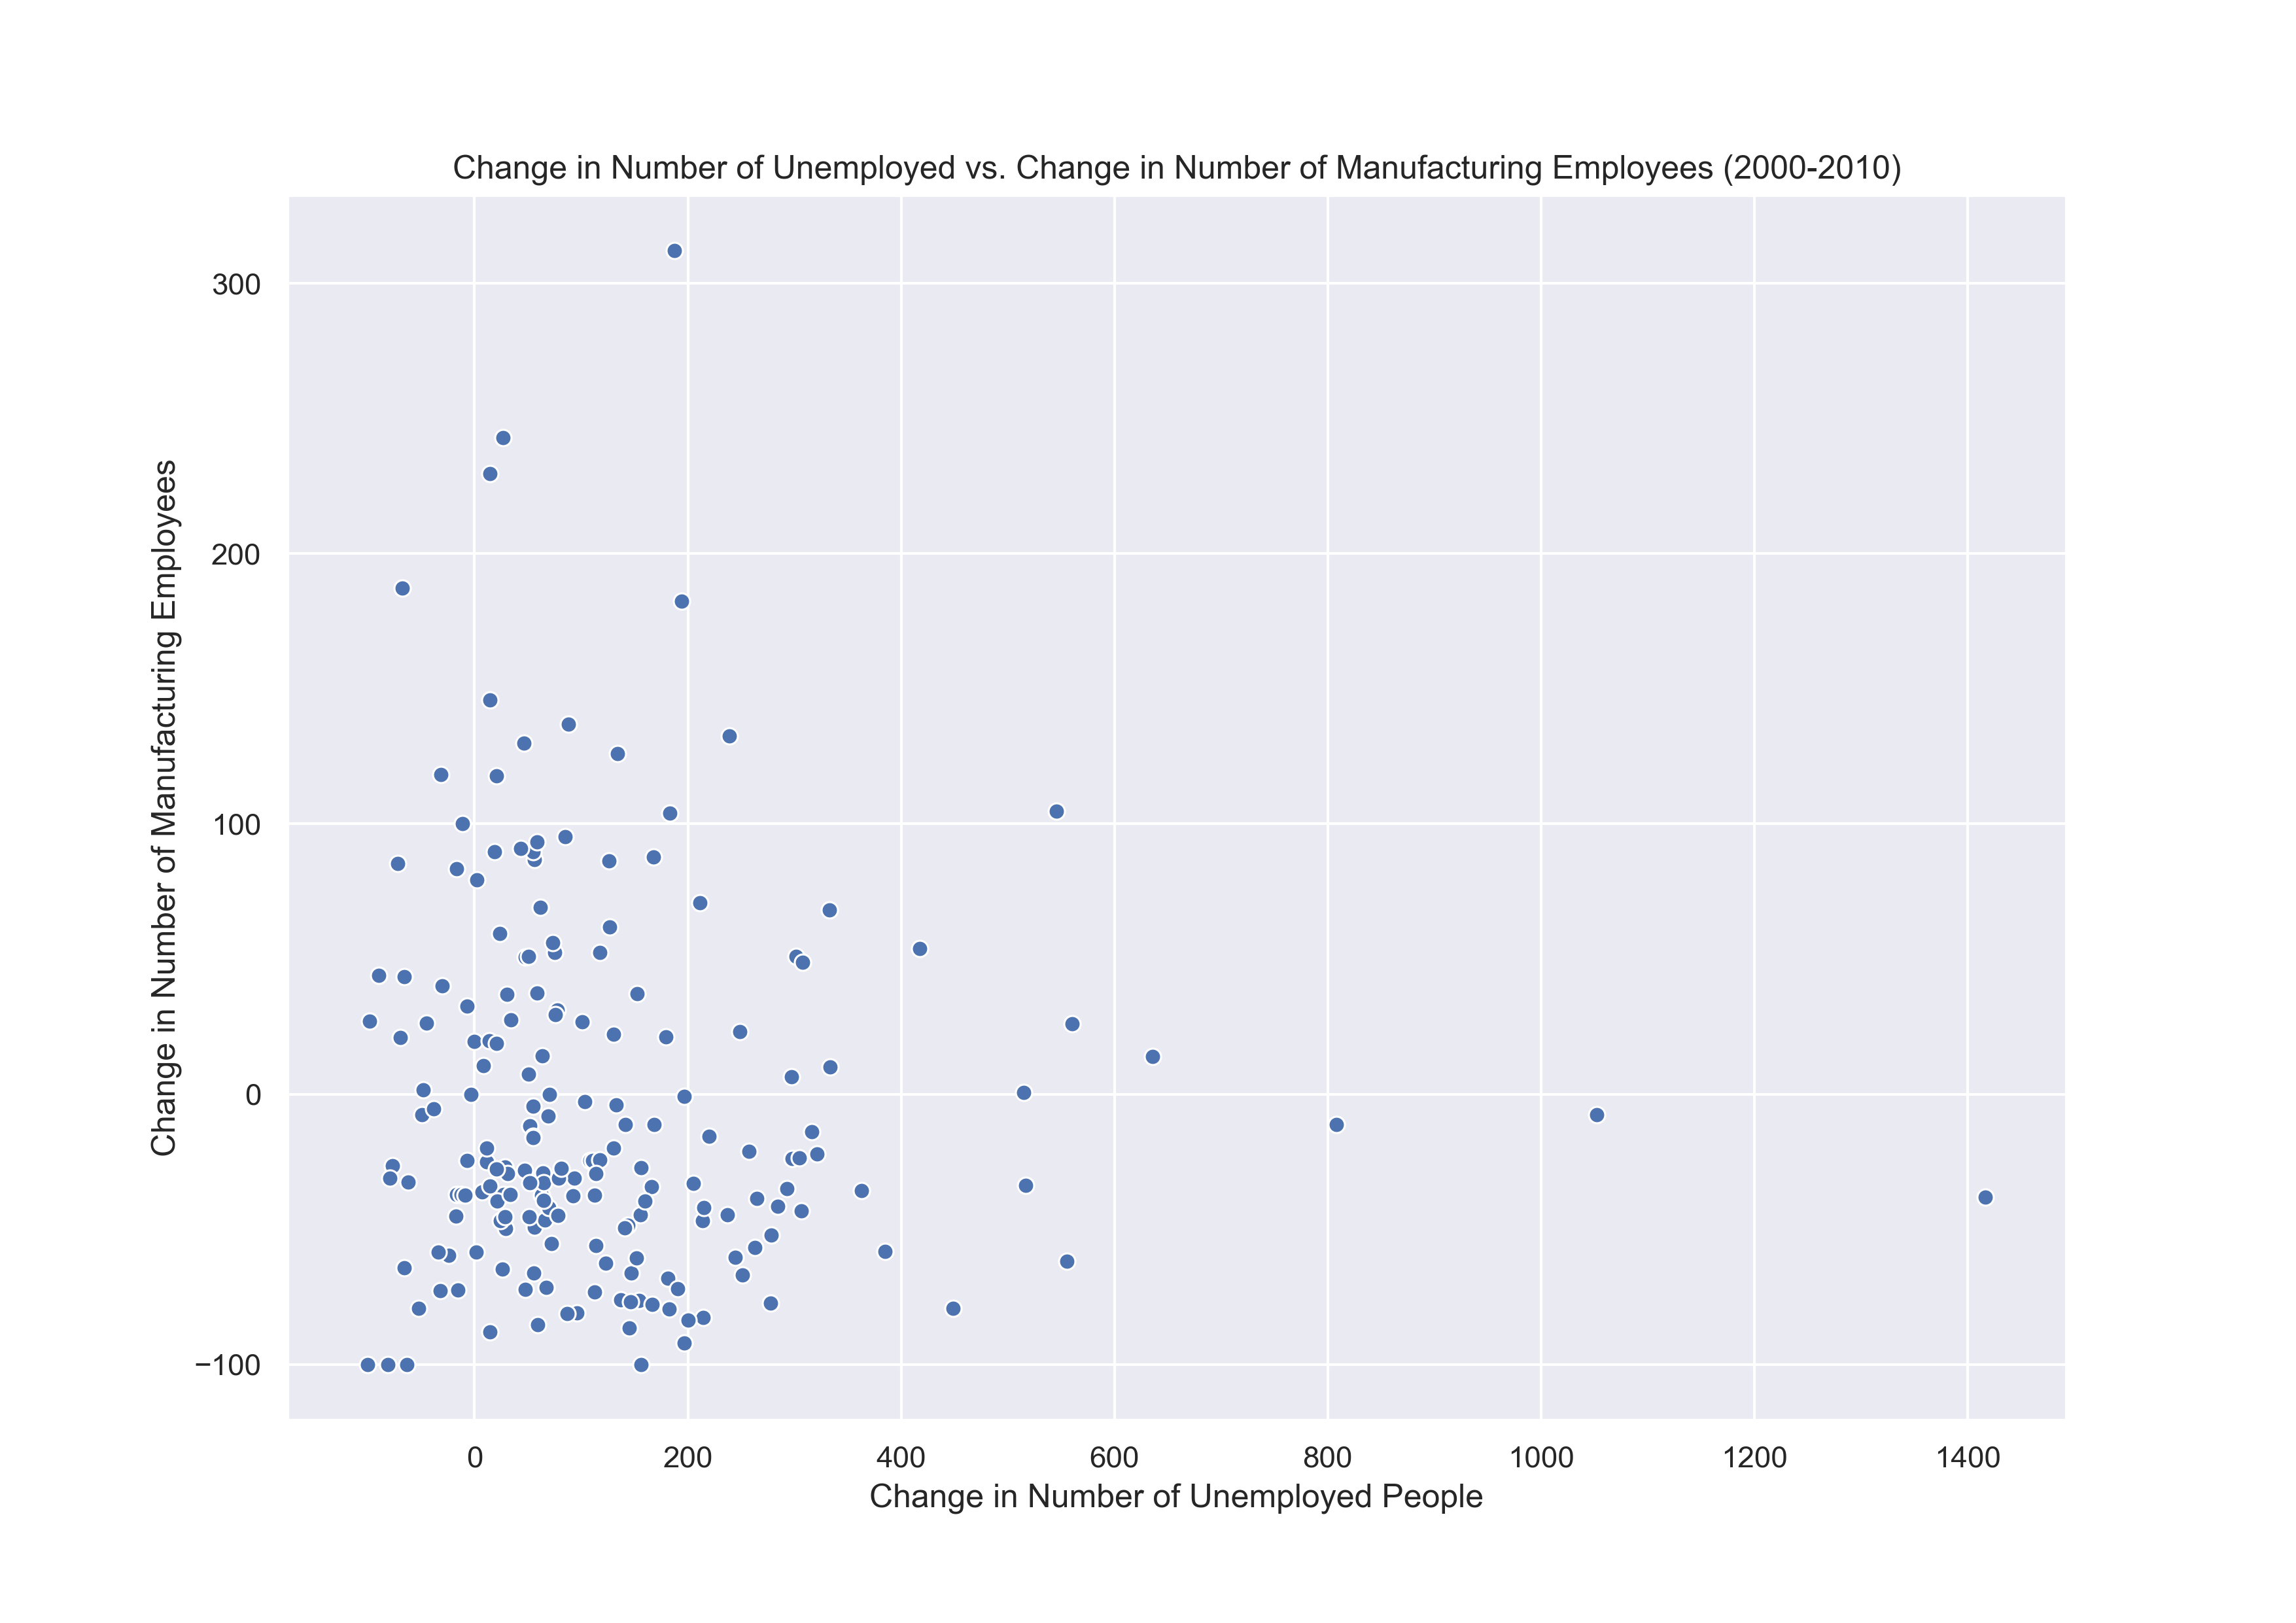 Change in Number of Unemployed vs. Change in Number of Manufacturing Employees (2000-2010)
300
200
100
0
−100
Change in Number of Manufacturing Employees
0 200 400 600 800 1000 1200 1400
Change in Number of Unemployed People